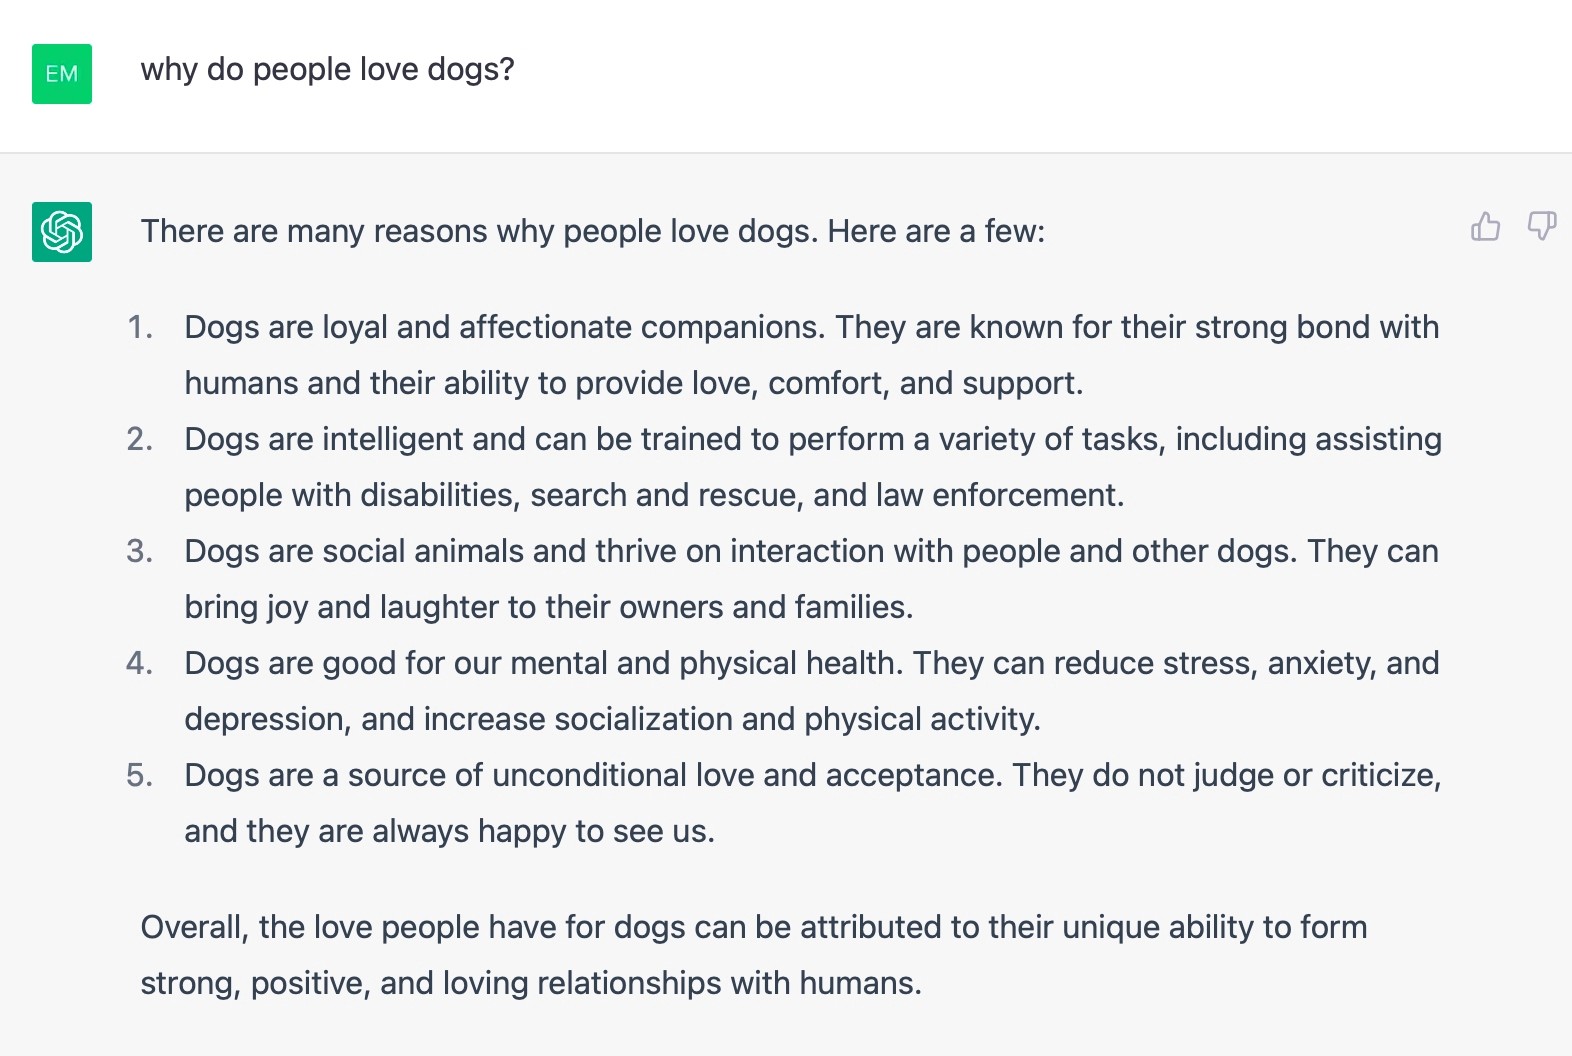 EM
why do people love dogs?
There are many reasons why people love dogs. Here are a few:
1. Dogs are loyal and affectionate companions. They are known for their strong bond with
humans and their ability to provide love, comfort, and support.
2. Dogs are intelligent and can be trained to perform a variety of tasks, including assisting
people with disabilities, search and rescue, and law enforcement.
3. Dogs are social animals and thrive on interaction with people and other dogs. They can
bring joy and laughter to their owners and families.
4. Dogs are good for our mental and physical health. They can reduce stress, anxiety, and
depression, and increase socialization and physical activity.
5. Dogs are a source of unconditional love and acceptance. They do not judge or criticize,
and they are always happy to see us.
Overall, the love people have for dogs can be attributed to their unique ability to form
strong, positive, and loving relationships with humans.